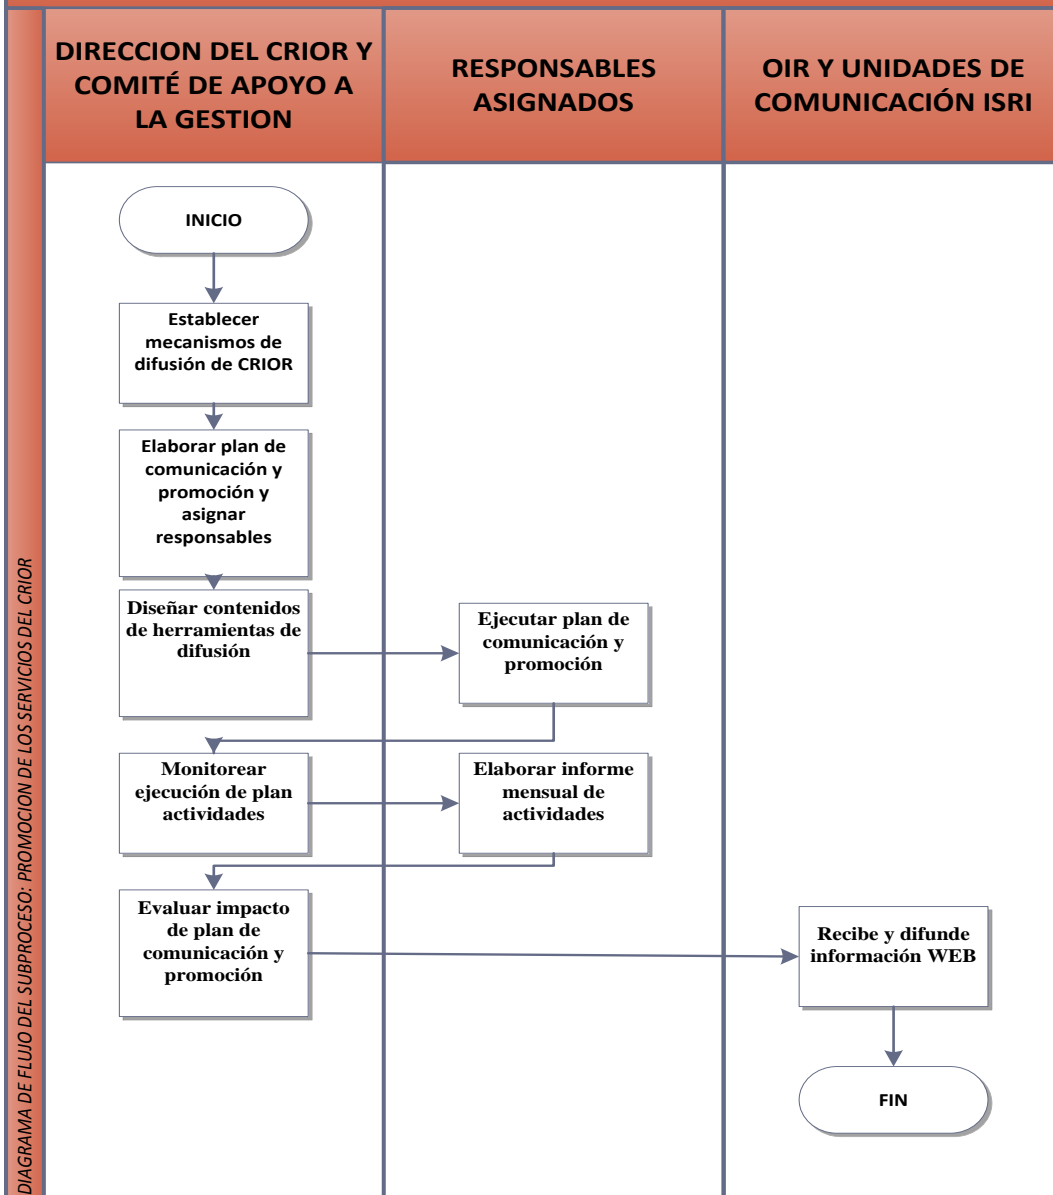 DIRECCION DEL CRIOR Y
COMITÉ DE APOYO A
LA GESTION
RESPONSABLES
ASIGNADOS
OIR Y UNIDADES DE
COMUNICACIÓN ISRI
DIAGRAMA DE FLUJO DEL SUBPROCESO: PROMOCION DE LOS SERVICIOS DEL CRIOR
INICIO
Establecer
mecanismos de
difusión de CRIOR
Elaborar plan de
comunicación y
promoción y
asignar
responsables
Diseñar contenidos
de herramientas de
difusión
Ejecutar plan de
comunicación y
promoción
Monitorear
ejecución de plan
actividades
Elaborar informe
mensual de
actividades
Evaluar impacto
de plan de
comunicación y
promoción
Recibe y difunde
información WEB
FIN